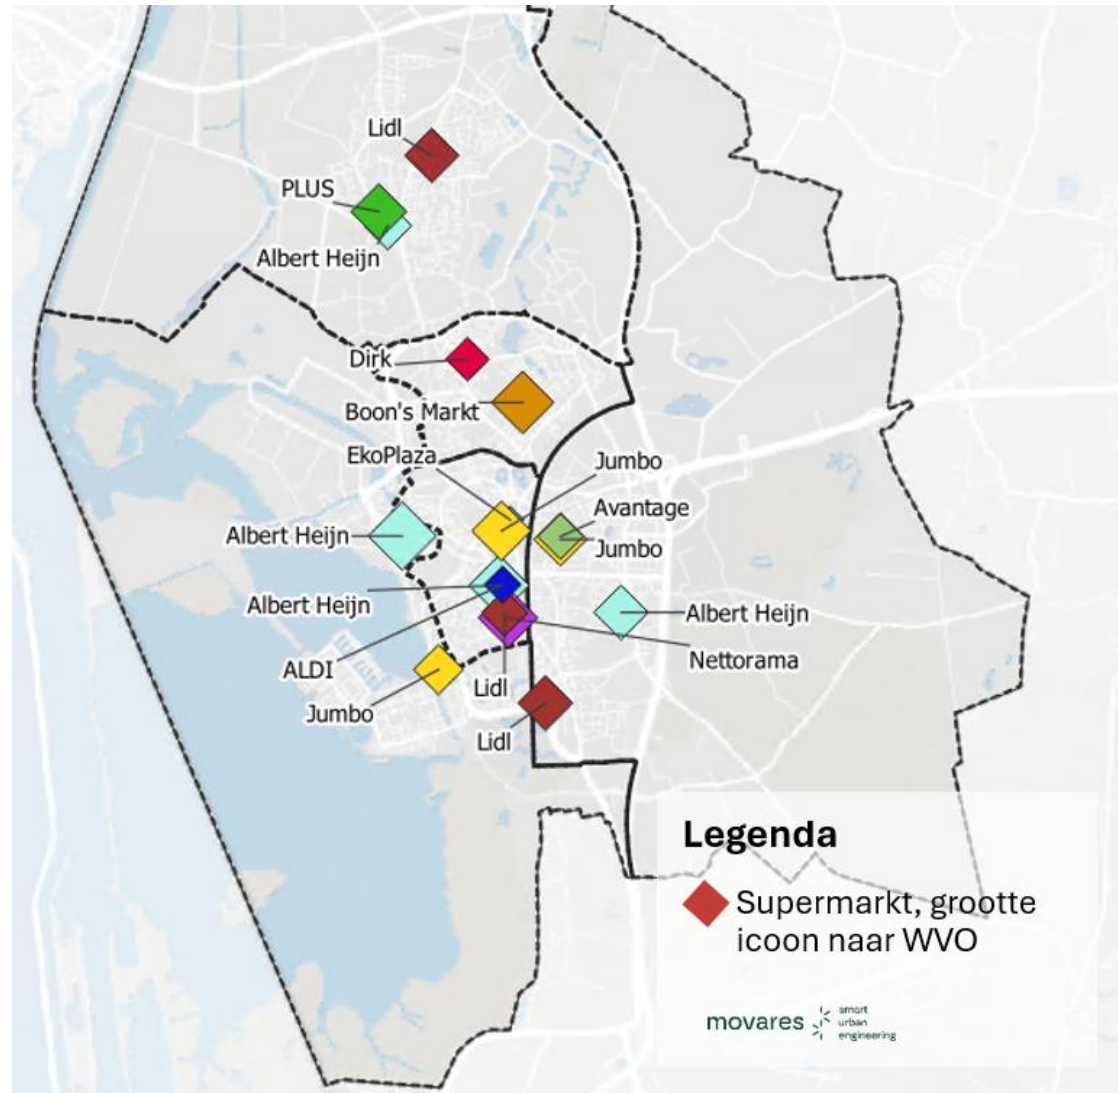 Lidl
PLUS
Albert Heijn
Dirk
Boon's Markt
EkoPlaza
Jumbo
Avantage
Albert Heijn
Jumbo
Albert Heijn
Albert Heijn
Nettorama
ALDI
Lidl
Jumbo
Lidl
Legenda
Supermarkt, grootte
icoon naar WVO
movares
smart
urban
engineering